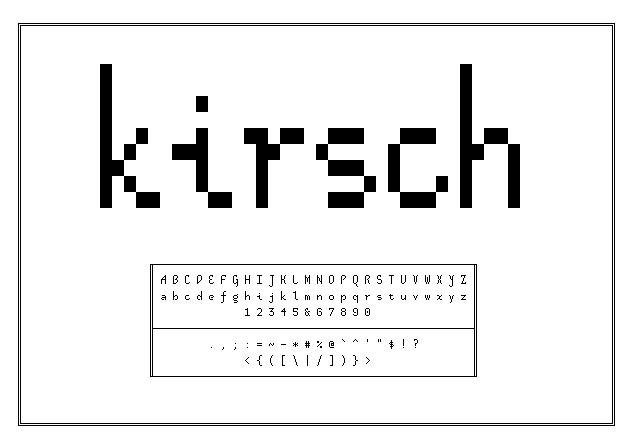 kirsch
A B C D E F G H I J K L M N O P Q R S T U V W X Y Z
a b c d e f g h i j k l m n o p q r s t u v w x y z
1 2 3 4 5 & 6 7 8 9 0
. , ; : = ~ - * # % @ ` ^ ' " $ ! ?
< { ( [ \ | / ] ) } >